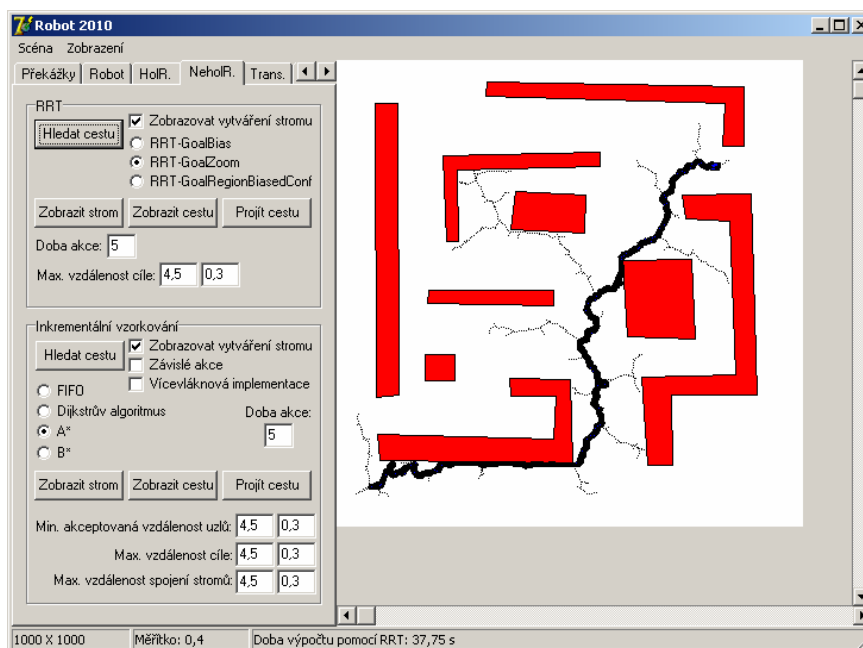 Robot 2010
Scéna Zobrazení
Překážky Robot HolR. NeholR. Trans.
RRT
Hledat cestu
Zobrazovat vytváření stromu
RRT-GoalBias
RRT-GoalZoom
RRT-GoalRegionBiasedConf
Zobrazit strom Zobrazit cestu Projít cestu
Doba akce: 5
Max. vzdálenost cíle: 4,5 0,3
Inkrementální vzorkování
Hledat cestu
Zobrazovat vytváření stromu
Závislé akce
Vícevláknová implementace
FIFO
Dijkstrův algoritmus
A*
B*
Doba akce:
5
Zobrazit strom Zobrazit cestu Projít cestu
Min. akceptovaná vzdálenost uzlů: 4,5 0,3
Max. vzdálenost cíle: 4,5 0,3
Max. vzdálenost spojení stromů: 4,5 0,3
1000 X 1000 Měřítko: 0,4 Doba výpočtu pomocí RRT: 37,75 s